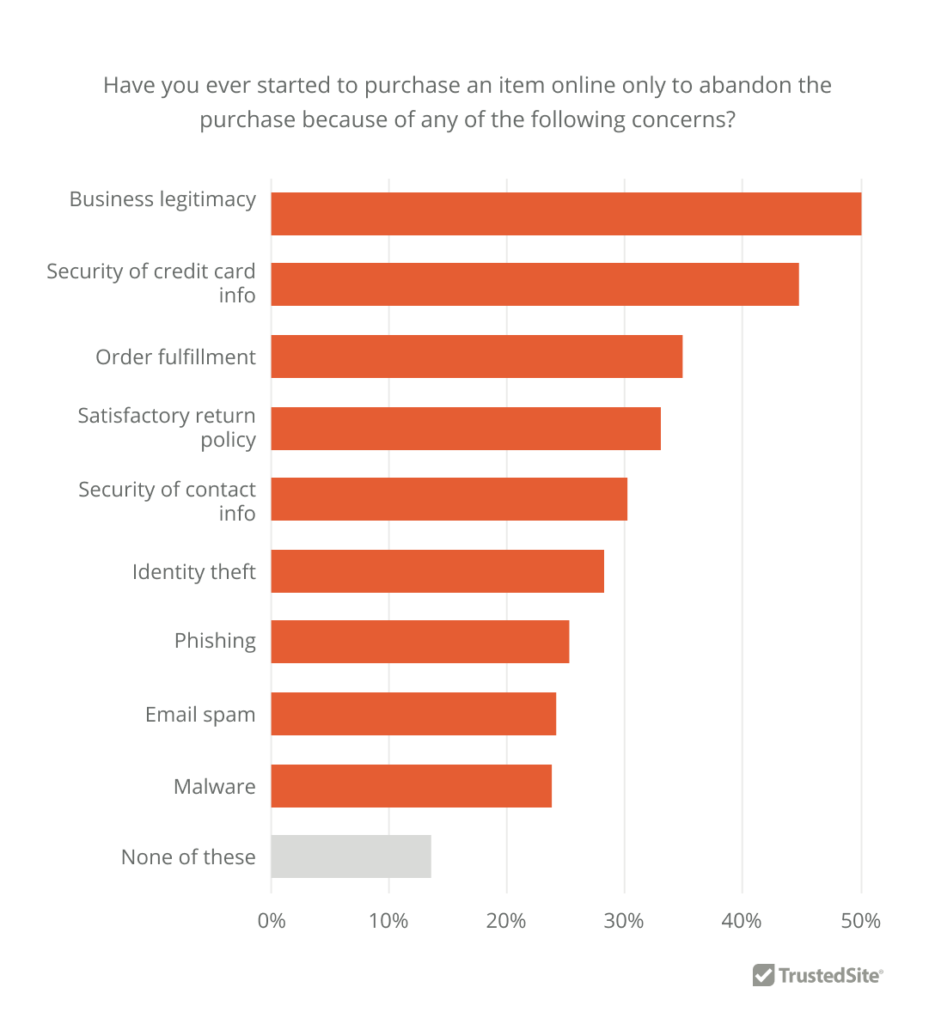 Have you ever started to purchase an item online only to abandon the
purchase because of any of the following concerns?
Business legitimacy
Security of credit card
info
Order fulfillment
Satisfactory return
policy
Security of contact
info
Identity theft
Phishing
Email spam
Malware
None of these
0% 10% 20% 30% 40% 50%
TrustedSite®